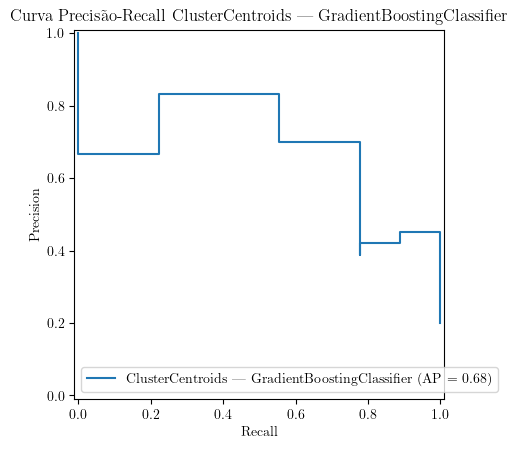 Curva Precisão-Recall ClusterCentroids — GradientBoostingClassifier
1.0
0.8
0.6
0.4
0.2
0.0
Precision
ClusterCentroids — GradientBoostingClassifier (AP = 0.68)
0.0 0.2 0.4 0.6 0.8 1.0
Recall